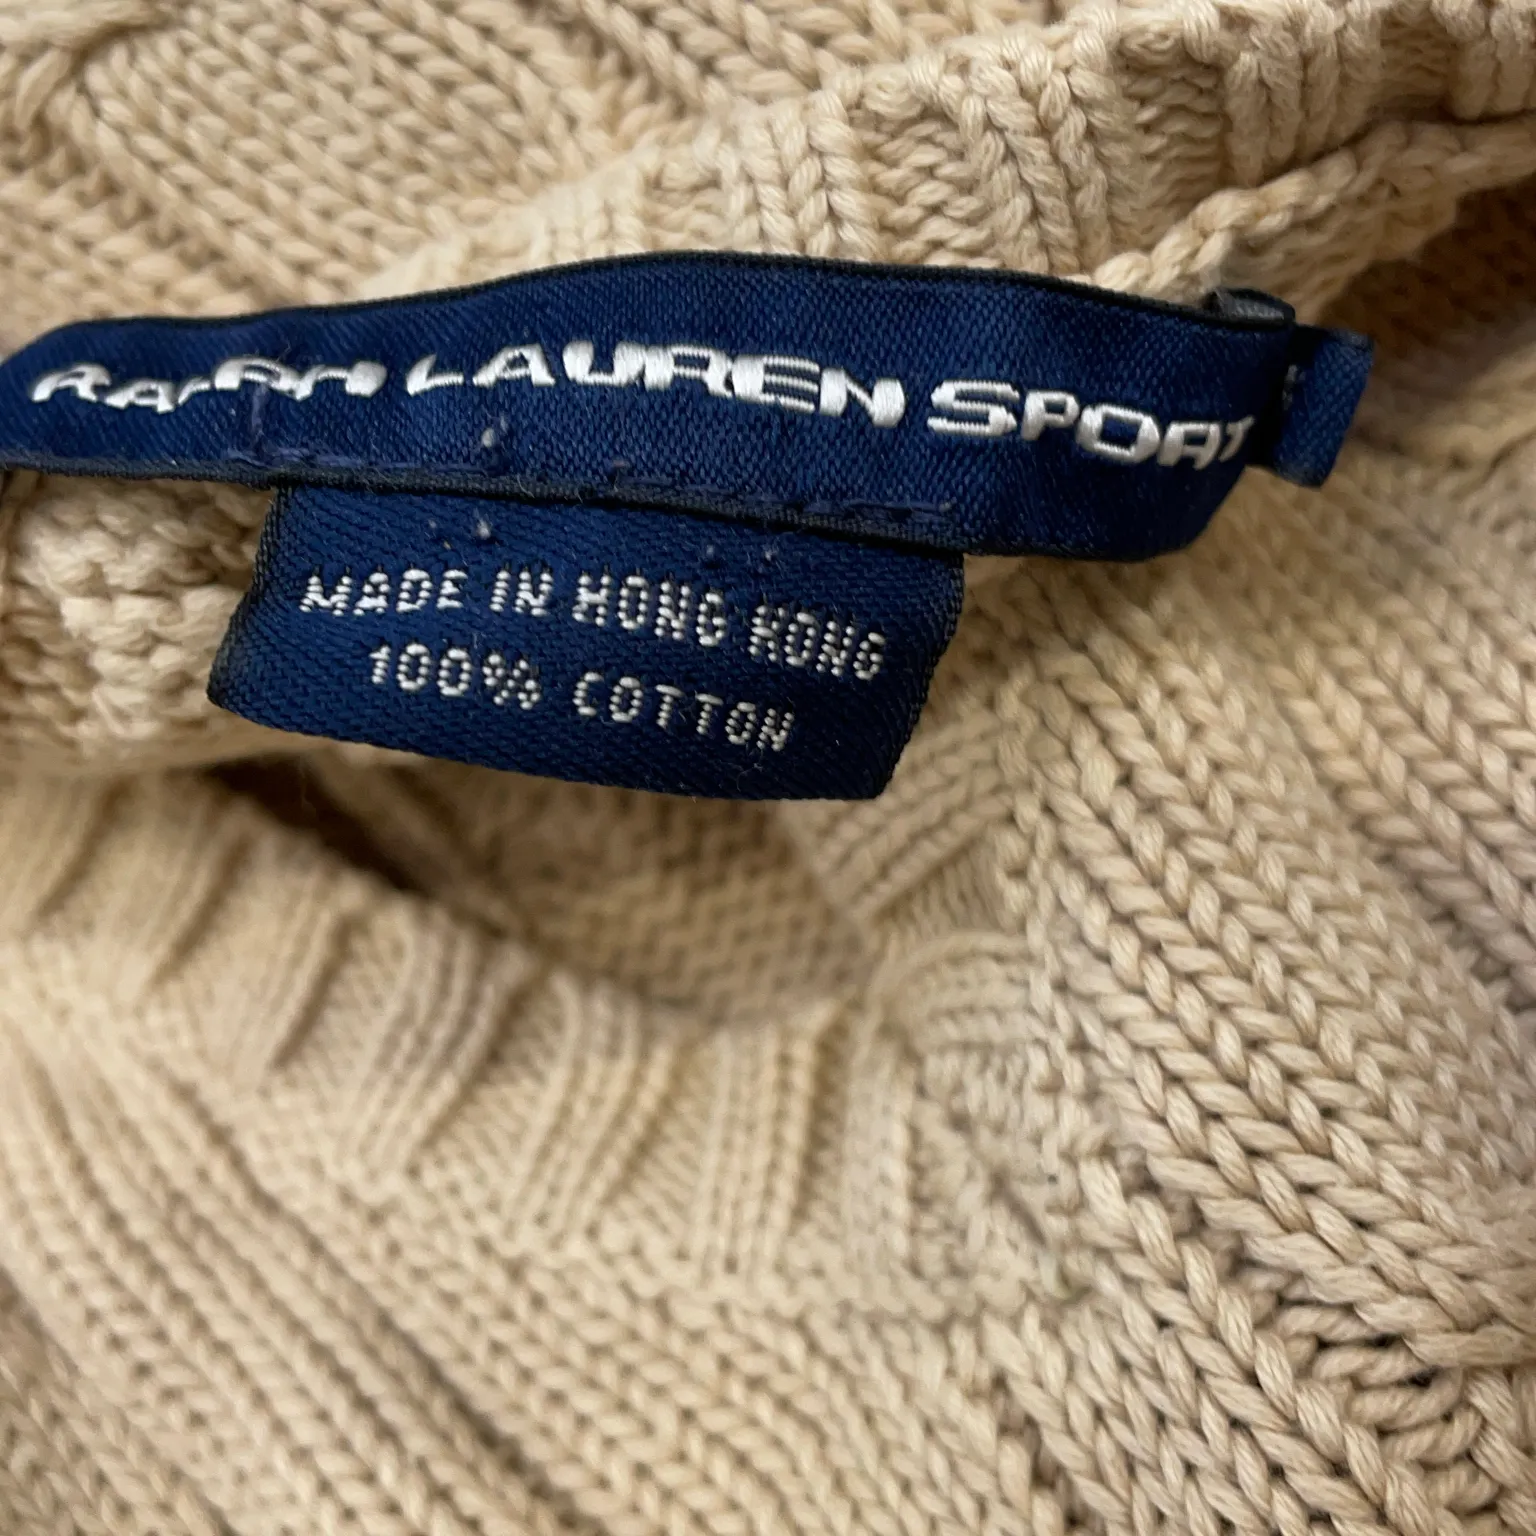 RALPH LAUREN SPORT
MADE IN HONG KONG
100% COTTON